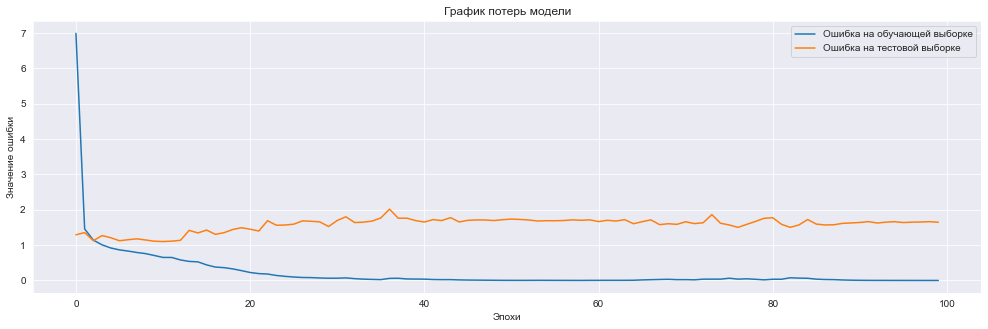 График потерь модели
Ошибка на обучающей выборке
Ошибка на тестовой выборке
Значение ошибки
7
6
5
4
3
2
1
0
0 20 40 60 80 100
Эпохи